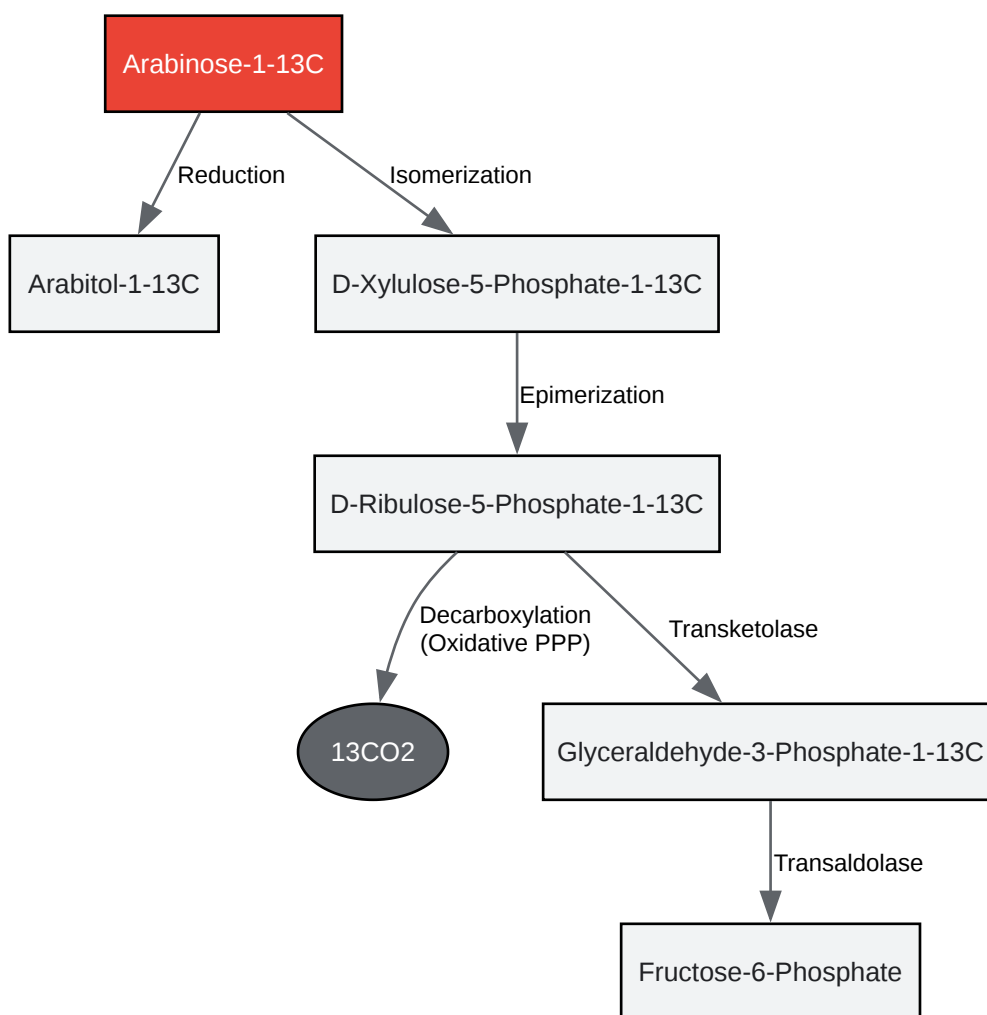 Arabinose-1-13C
Reduction
Isomerization
Arabitol-1-13C
D-Xylulose-5-Phosphate-1-13C
Epimerization
D-Ribulose-5-Phosphate-1-13C
Decarboxylation
(Oxidative PPP)
Transketolase
13CO2
Glyceraldehyde-3-Phosphate-1-13C
Transaldolase
Fructose-6-Phosphate